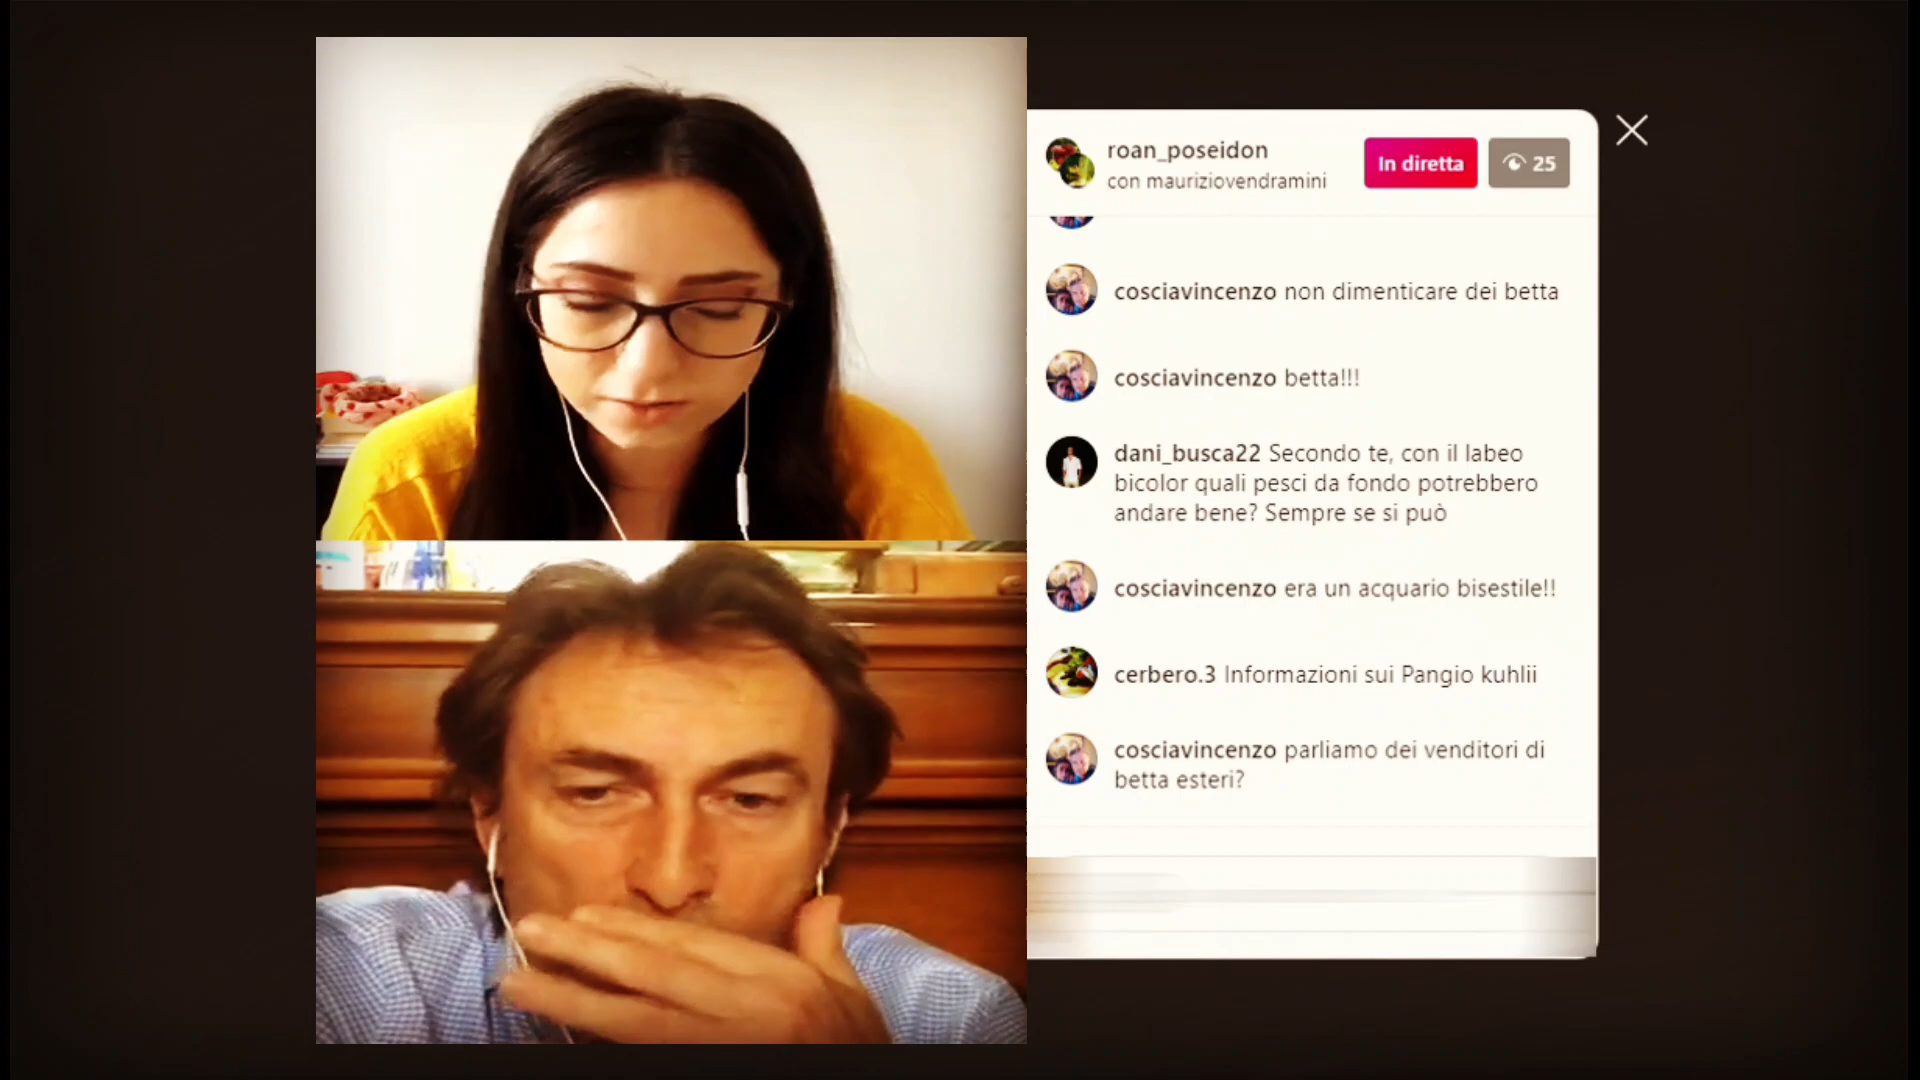 roan_poseidon
con mauriziovendramini
In diretta
25
cosciavincenzo non dimenticare dei betta
cosciavincenzo betta!!!
dani_busca22 Secondo te, con il labeo
bicolor quali pesci da fondo potrebbero
andare bene? Sempre se si può
cosciavincenzo era un acquario bisestile!!
cerbero.3 Informazioni sui Pangio kuhlii
cosciavincenzo parliamo dei venditori di
betta esteri?